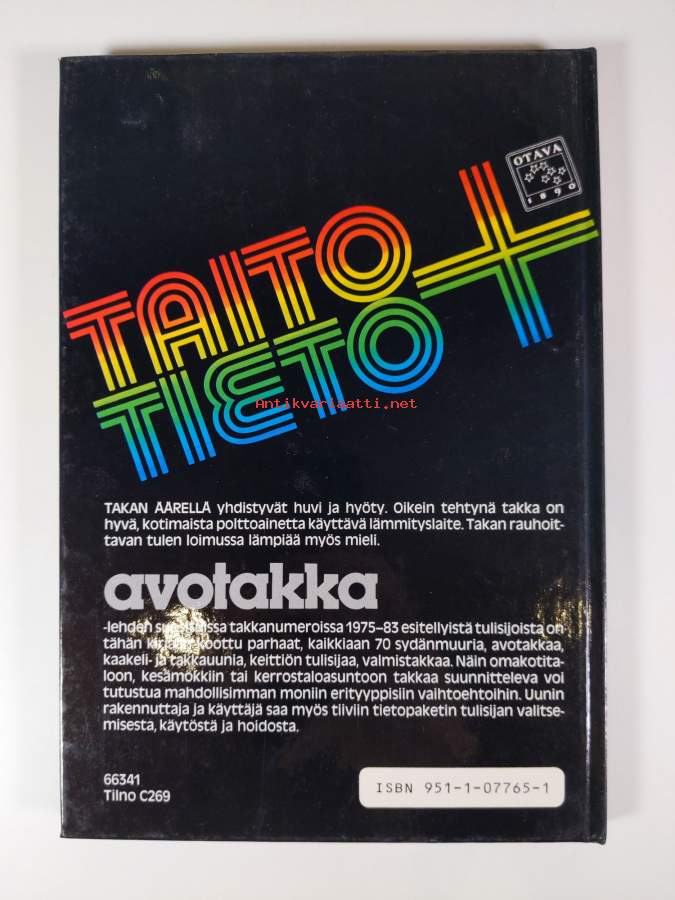 OTAVA
1890
TAITO
TIETO +
Antikvariaatti.net
TAKAN ÄÄRELLÄ yhdistyvät huvi ja hyöty. Oikein tehtynä takka on
hyvä, kotimaista polttoainetta käyttävä lämmityslaite. Takan rauhoit-
tavan tulen loimussa lämpiää myös mieli.
avotakka
-lehden suosituissa takkanumeroissa 1975–83 esitellyistä tulisijoista on
tähän kirjaan koottu parhaat, kaikkiaan 70 sydänmuuria, avotakkaa,
kaakeli- ja takkauunia, keittiön tulisijaa, valmistakkaa. Näin omakotita-
loon, kesämökkiin tai kerrostaloasuntoon takkaa suunnitteleva voi
tutustua mahdollisimman moniin erityyppisiin vaihtoehtoihin. Uunin
rakennuttaja ja käyttäjä saa myös tiiviin tietopaketin tulisijan valitse-
misesta, käytöstä ja hoidosta.
66341
Tilno C269
ISBN 951-1-07765-1